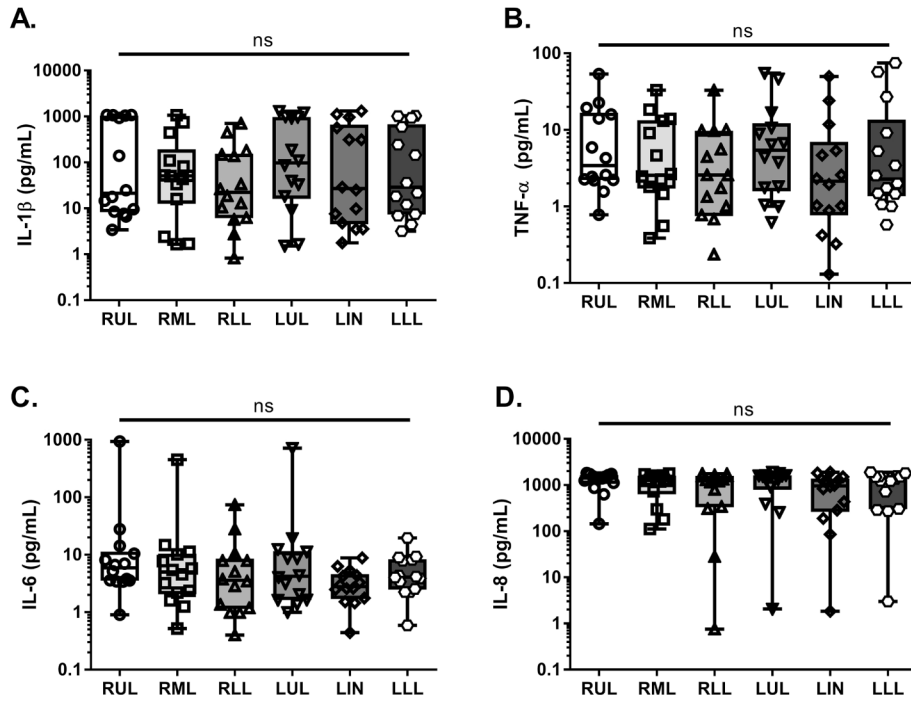 A.
ns
IL-1β (pg/mL)
10000
1000
100
10
1
0.1
RUL RML RLL LUL LIN LLL
B.
ns
TNF-α (pg/mL)
100
10
1
0.1
RUL RML RLL LUL LIN LLL
C.
ns
IL-6 (pg/mL)
1000
100
10
1
0.1
RUL RML RLL LUL LIN LLL
D.
ns
IL-8 (pg/mL)
10000
1000
100
10
1
0.1
RUL RML RLL LUL LIN LLL